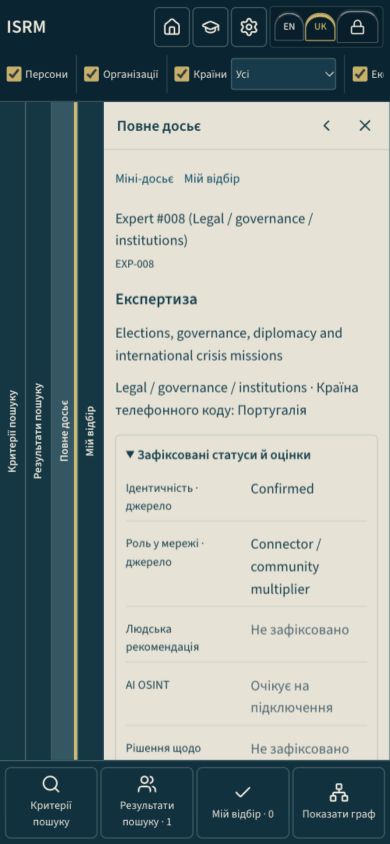 ISRM
EN
UK
Персони
Організації
Країни
Усі
Ек
Критерії пошуку
Результати пошуку
Повне досьє
Мій відбір
Повне досьє
Міні-досьє Мій відбір
Expert #008 (Legal / governance /
institutions)
EXP-008
Експертиза
Elections, governance, diplomacy and
international crisis missions
Legal / governance / institutions · Країна
телефонного коду: Португалія
▼ Зафіксовані статуси й оцінки
Ідентичність ·
джерело
Confirmed
Роль у мережі ·
джерело
Connector /
community
multiplier
Людська
рекомендація
Не зафіксовано
AI OSINT
Очікує на
підключення
Рішення щодо
Не зафіксовано
Критерії
пошуку
Результати
пошуку · 1
Мій відбір · 0
Показати граф